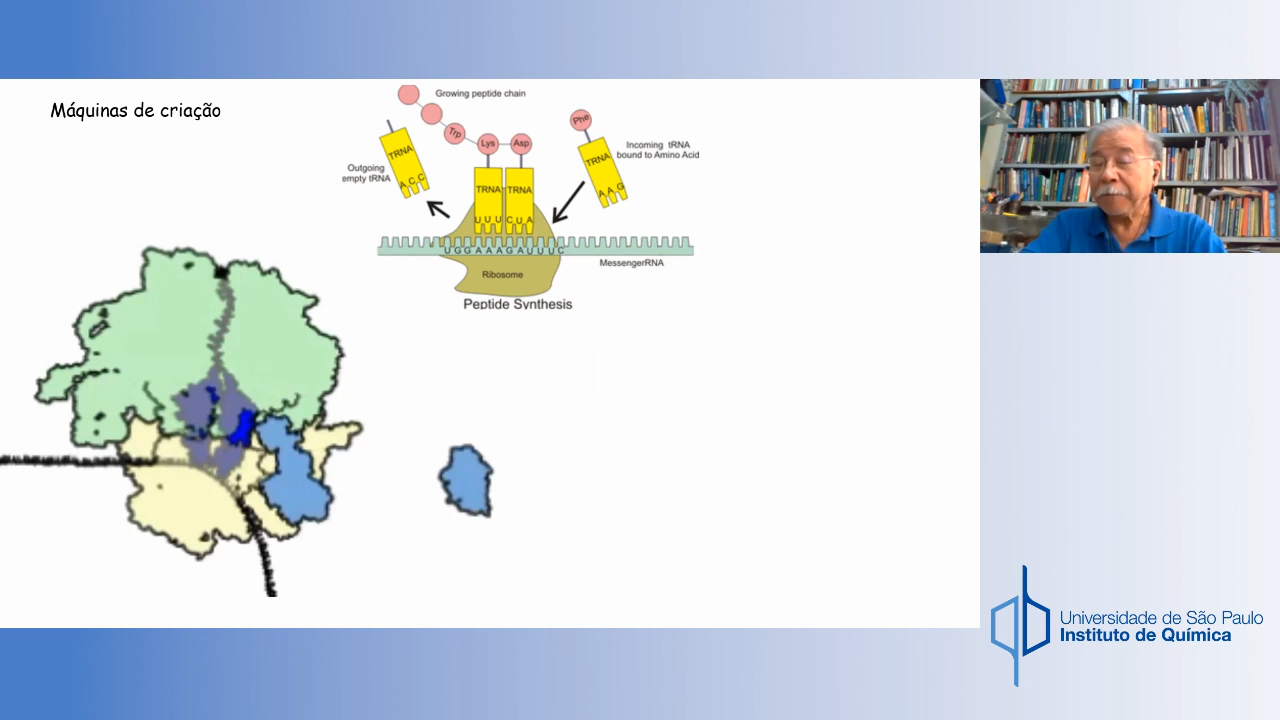 Máquinas de criação
Growing peptide chain
Trp
Lys
Asp
Phe
TRNA
A C C
Outgoing
empty tRNA
TRNA
TRNA
U U U C U A
TRNA
A A G
Incoming tRNA
bound to Amino Acid
U G G A A A G A U U U C
MessengerRNA
Ribosome
Peptide Synthesis
Universidade de São Paulo
Instituto de Química